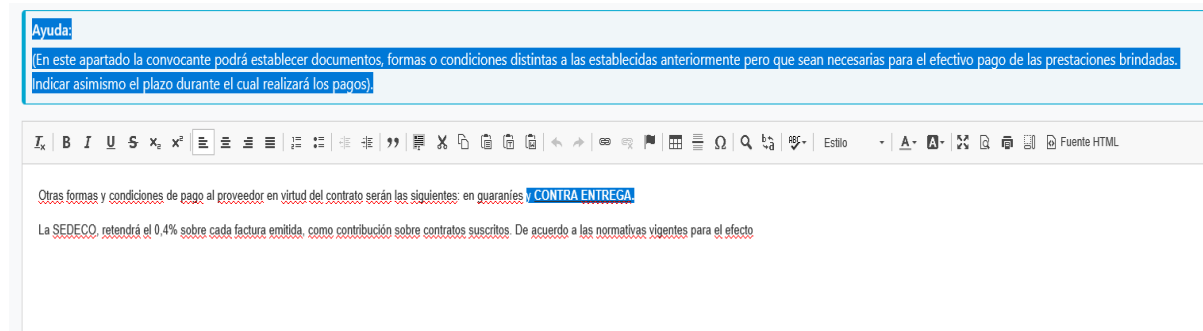 Ayuda:
(En este apartado la convocante podrá establecer documentos, formas o condiciones distintas a las establecidas anteriormente pero que sean necesarias para el efectivo pago de las prestaciones brindadas.
Indicar asimismo el plazo durante el cual realizará los pagos).
Estilo
Fuente HTML
Otras formas y condiciones de pago al proveedor en virtud del contrato serán las siguientes: en guaraníes y CONTRA ENTREGA.
La SEDECO, retendrá el 0,4% sobre cada factura emitida, como contribución sobre contratos suscritos. De acuerdo a las normativas vigentes para el efecto